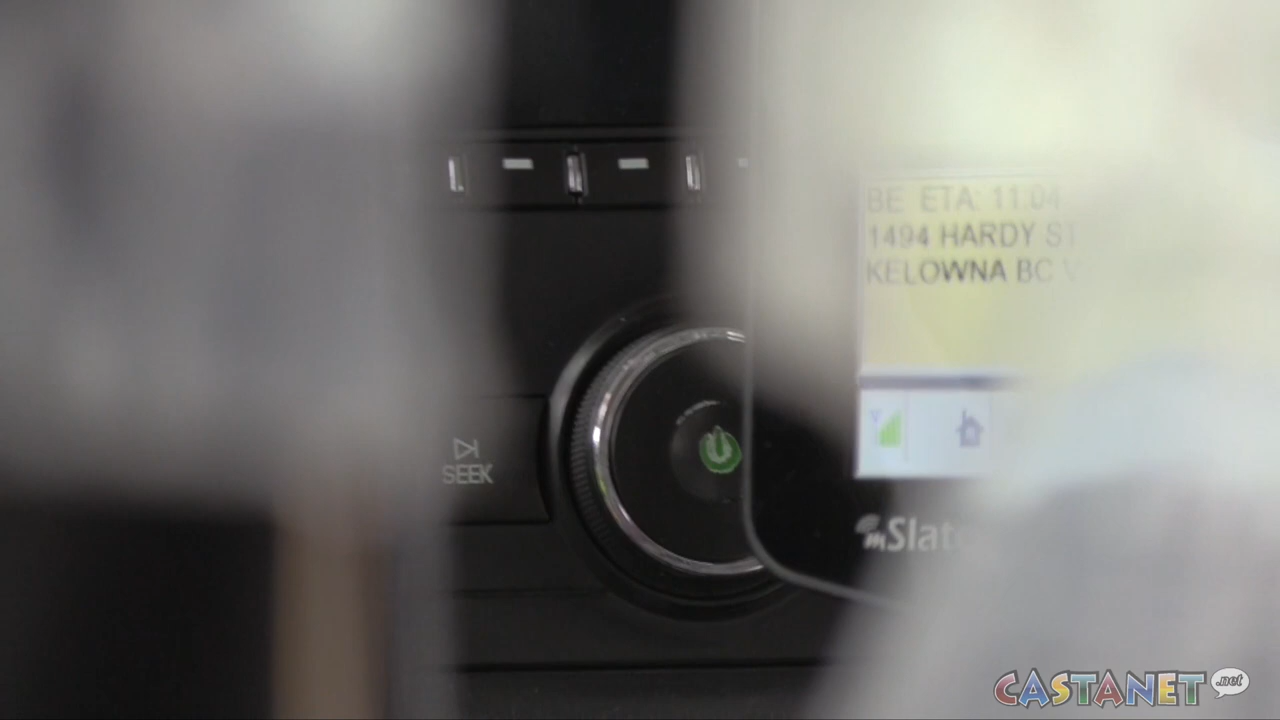 BE ETA: 11:04
1494 HARDY ST
KELOWNA BC V
SEEK
mSlate
CASTANET .net